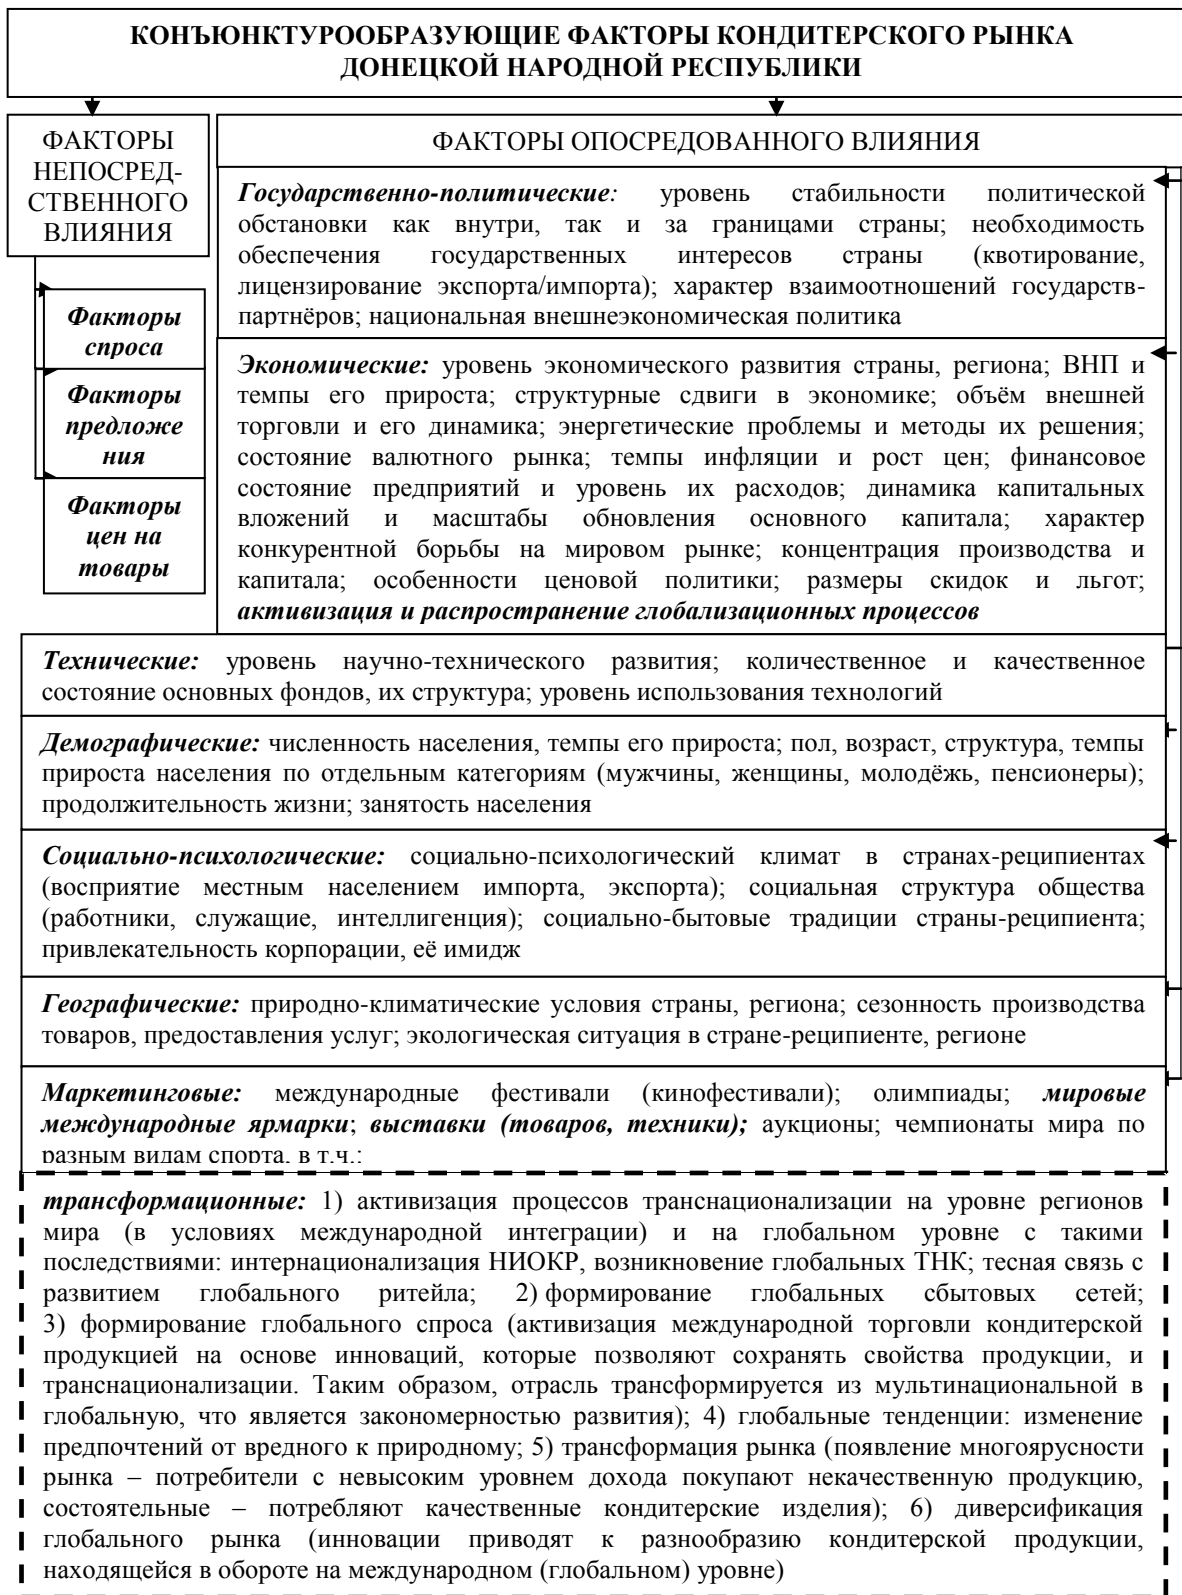 КОНЪЮНКТУРООБРАЗУЮЩИЕ ФАКТОРЫ КОНДИТЕРСКОГО РЫНКА
ДОНЕЦКОЙ НАРОДНОЙ РЕСПУБЛИКИ
ФАКТОРЫ
НЕПОСРЕД-
СТВЕННОГО
ВЛИЯНИЯ
Факторы
спроса
Факторы
предложе
ния
Факторы
цен на
товары
ФАКТОРЫ ОПОСРЕДОВАННОГО ВЛИЯНИЯ
Государственно-политические: уровень стабильности политической
обстановки как внутри, так и за границами страны; необходимость
обеспечения государственных интересов страны (квотирование,
лицензирование экспорта/импорта); характер взаимоотношений государств-
партнёров; национальная внешнеэкономическая политика
Экономические: уровень экономического развития страны, региона; ВНП и
темпы его прироста; структурные сдвиги в экономике; объём внешней
торговли и его динамика; энергетические проблемы и методы их решения;
состояние валютного рынка; темпы инфляции и рост цен; финансовое
состояние предприятий и уровень их расходов; динамика капитальных
вложений и масштабы обновления основного капитала; характер
конкурентной борьбы на мировом рынке; концентрация производства и
капитала; особенности ценовой политики; размеры скидок и льгот;
активизация и распространение глобализационных процессов
Технические: уровень научно-технического развития; количественное и качественное
состояние основных фондов, их структура; уровень использования технологий
Демографические: численность населения, темпы его прироста; пол, возраст, структура, темпы
прироста населения по отдельным категориям (мужчины, женщины, молодёжь, пенсионеры);
продолжительность жизни; занятость населения
Социально-психологические: социально-психологический климат в странах-реципиентах
(восприятие местным населением импорта, экспорта); социальная структура общества
(работники, служащие, интеллигенция); социально-бытовые традиции страны-реципиента;
привлекательность корпорации, её имидж
Географические: природно-климатические условия страны, региона; сезонность производства
товаров, предоставления услуг; экологическая ситуация в стране-реципиенте, регионе
Маркетинговые: международные фестивали (кинофестивали); олимпиады; мировые
международные ярмарки; выставки (товаров, техники); аукционы; чемпионаты мира по
разным видам спорта, в т.ч.:
трансформационные: 1) активизация процессов транснационализации на уровне регионов
мира (в условиях международной интеграции) и на глобальном уровне с такими
последствиями: интернационализация НИОКР, возникновение глобальных ТНК; тесная связь с
развитием глобального ритейла; 2) формирование глобальных сбытовых сетей;
3) формирование глобального спроса (активизация международной торговли кондитерской
продукцией на основе инноваций, которые позволяют сохранять свойства продукции, и
транснационализации. Таким образом, отрасль трансформируется из мультинациональной в
глобальную, что является закономерностью развития); 4) глобальные тенденции: изменение
предпочтений от вредного к природному; 5) трансформация рынка (появление многоярусности
рынка – потребители с невысоким уровнем дохода покупают некачественную продукцию,
состоятельные – потребляют качественные кондитерские изделия); 6) диверсификация
глобального рынка (инновации приводят к разнообразию кондитерской продукции,
находящейся в обороте на международном (глобальном) уровне)